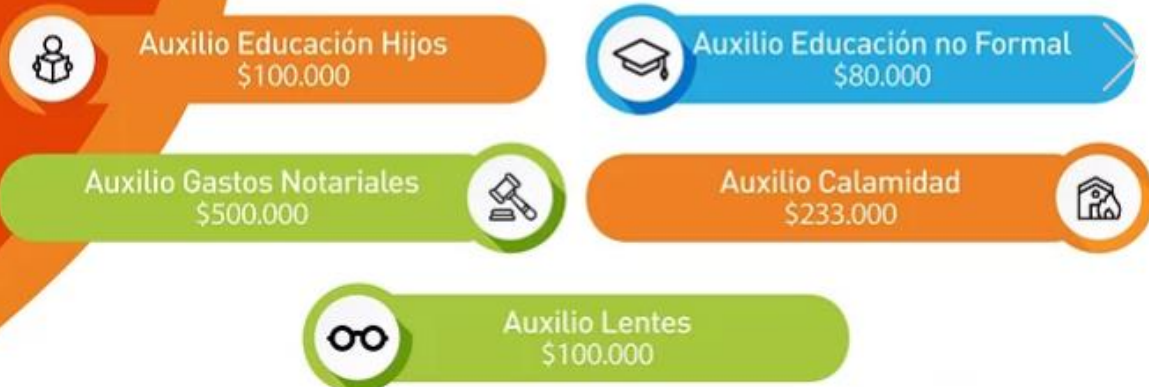 Auxilio Educación Hijos
$100.000
Auxilio Educación no Formal
$80.000
Auxilio Gastos Notariales
$500.000
Auxilio Calamidad
$233.000
Auxilio Lentes
$100.000